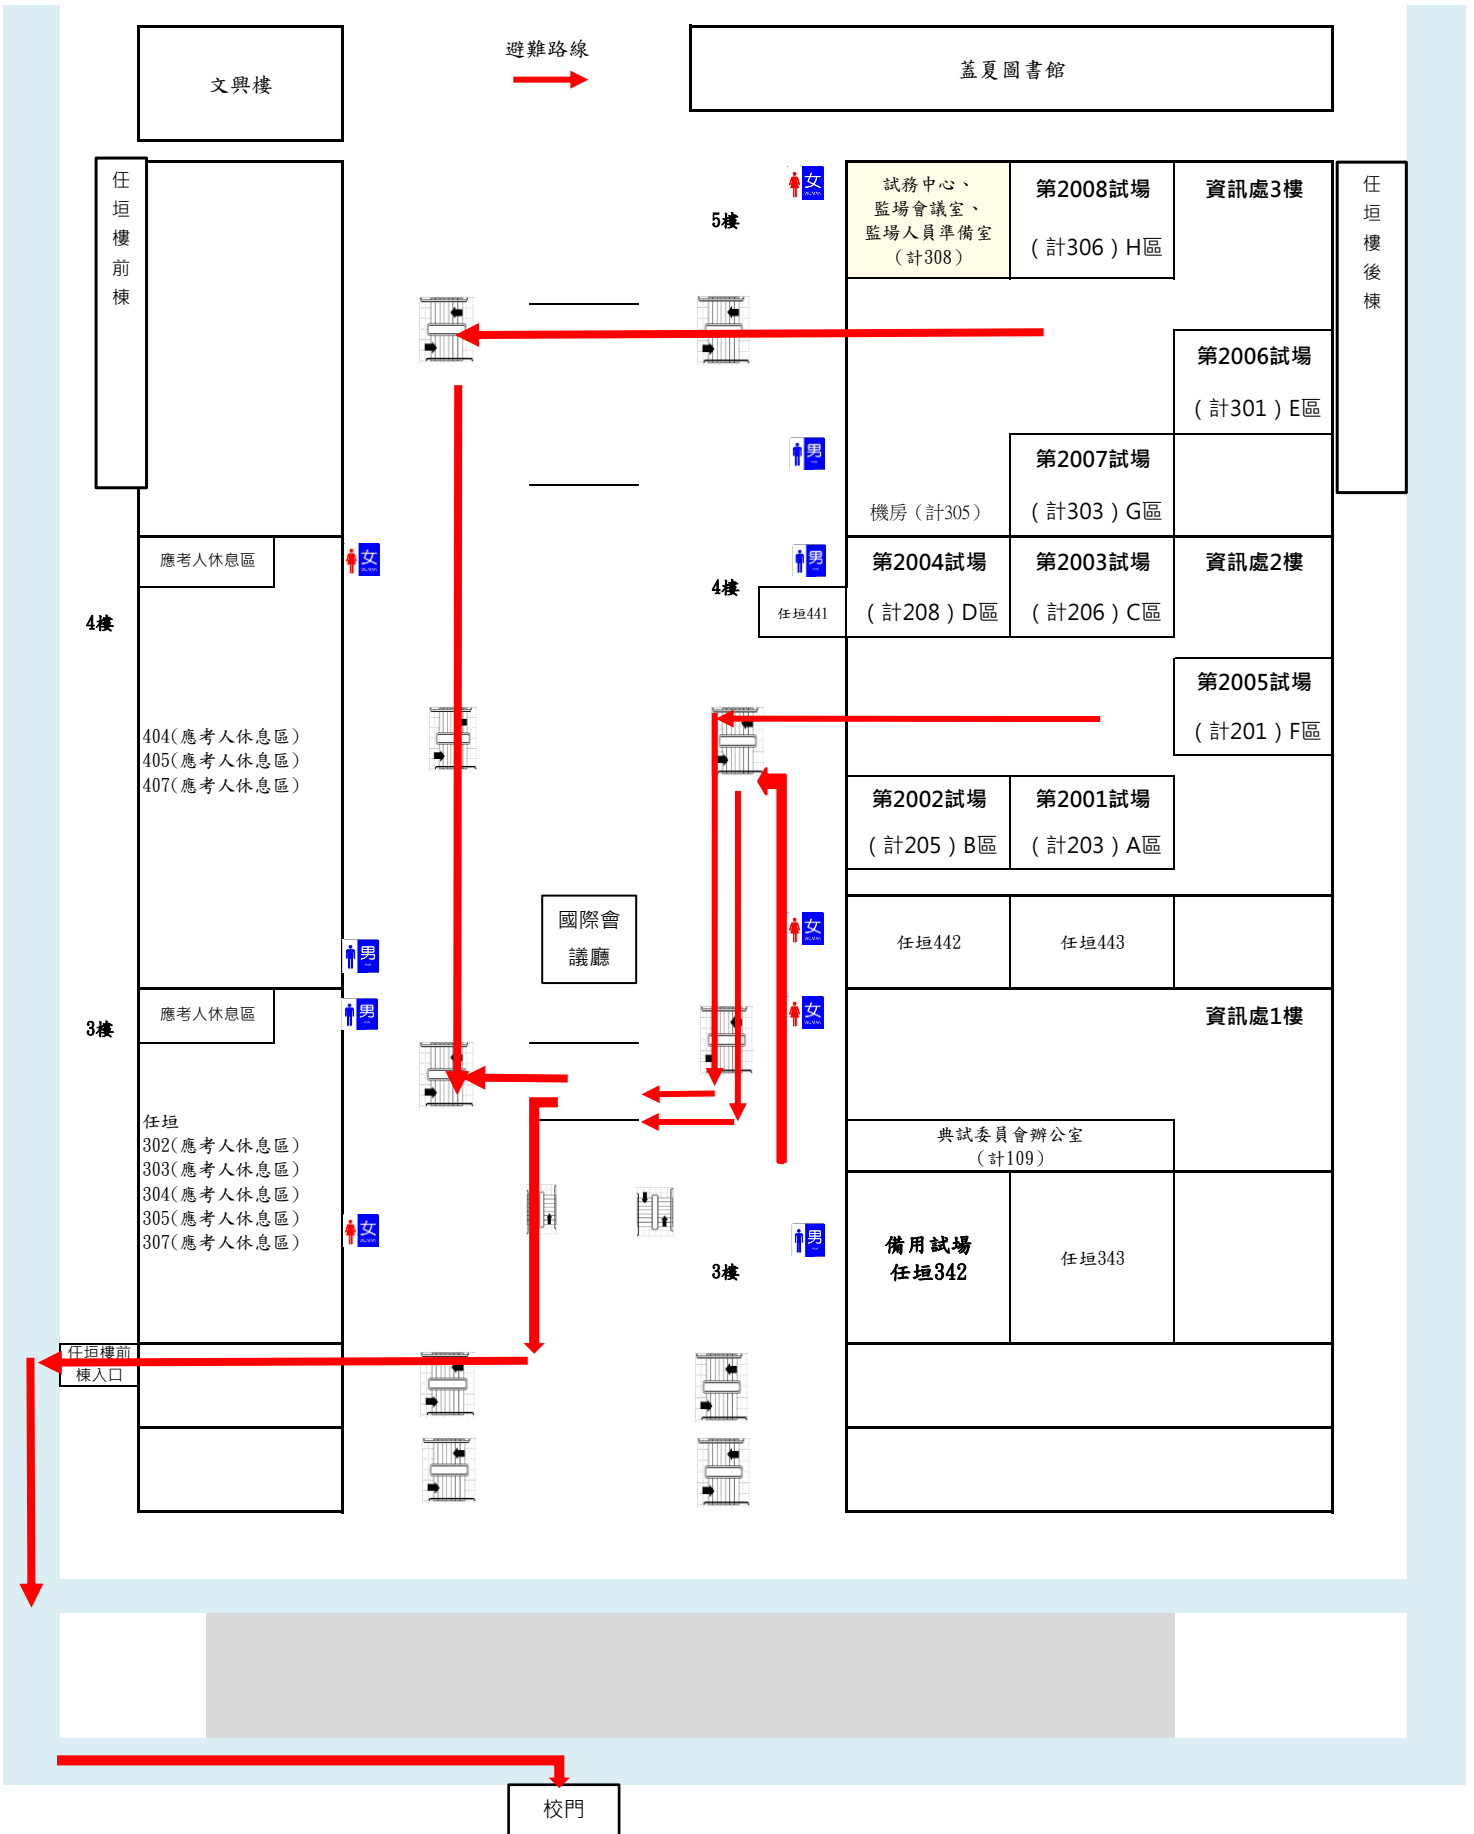 避難路線
文興樓
蓋夏圖書館
任
垣
樓
前
棟
女
5樓
試務中心、
監場會議室、
監場人員準備室
(計308)
第2008試場
(計306)H區
資訊處3樓
任
垣
樓
後
棟
第2006試場
(計301)E區
男
第2007試場
機房(計305)
(計303)G區
應考人休息區
女
男
4樓
第2004試場
第2003試場
資訊處2樓
4樓
任垣441
(計208)D區
(計206)C區
第2005試場
(計201)F區
404(應考人休息區)
405(應考人休息區)
407(應考人休息區)
第2002試場
第2001試場
(計205)B區
(計203)A區
國際會
議廳
女
任垣442
任垣443
男
3樓
應考人休息區
男
女
資訊處1樓
任垣
302(應考人休息區)
303(應考人休息區)
304(應考人休息區)
305(應考人休息區)
307(應考人休息區)
女
典試委員會辦公室
(計109)
男
3樓
備用試場
任垣342
任垣343
任垣樓前
棟入口
校門